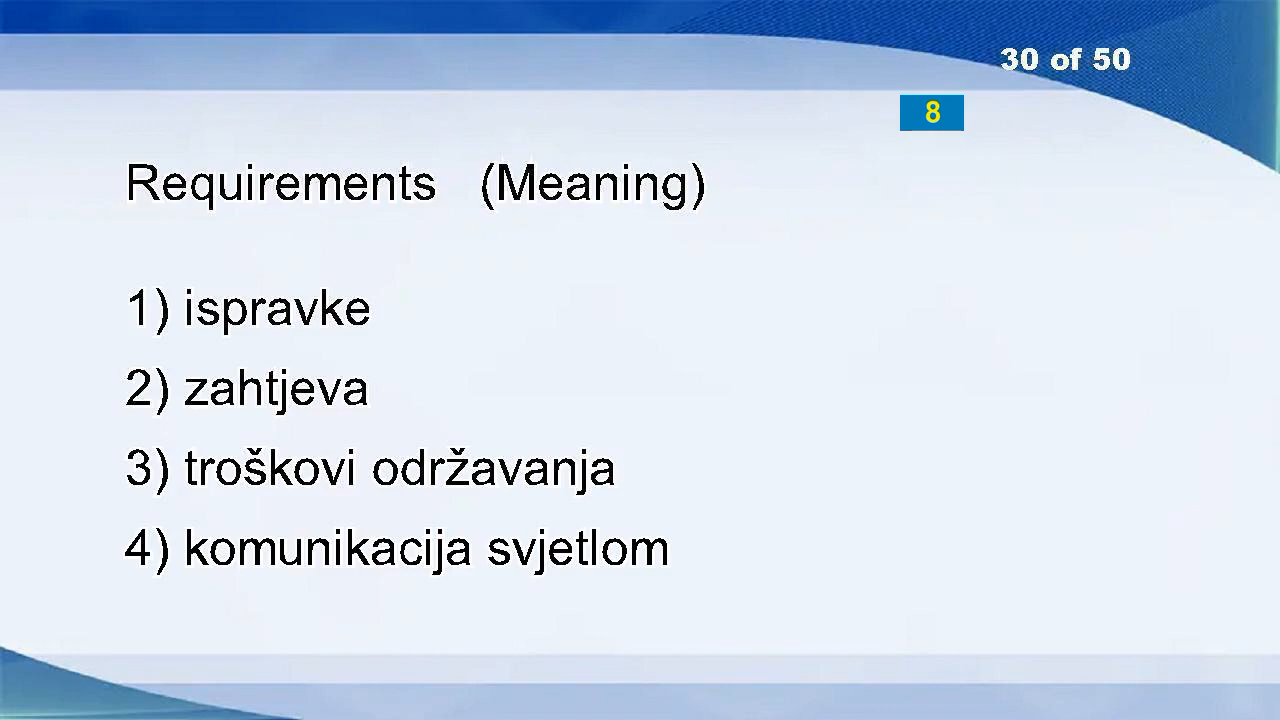 30 of 50
8
Requirements (Meaning)
1) ispravke
2) zahtjeva
3) troškovi održavanja
4) komunikacija svjetlom